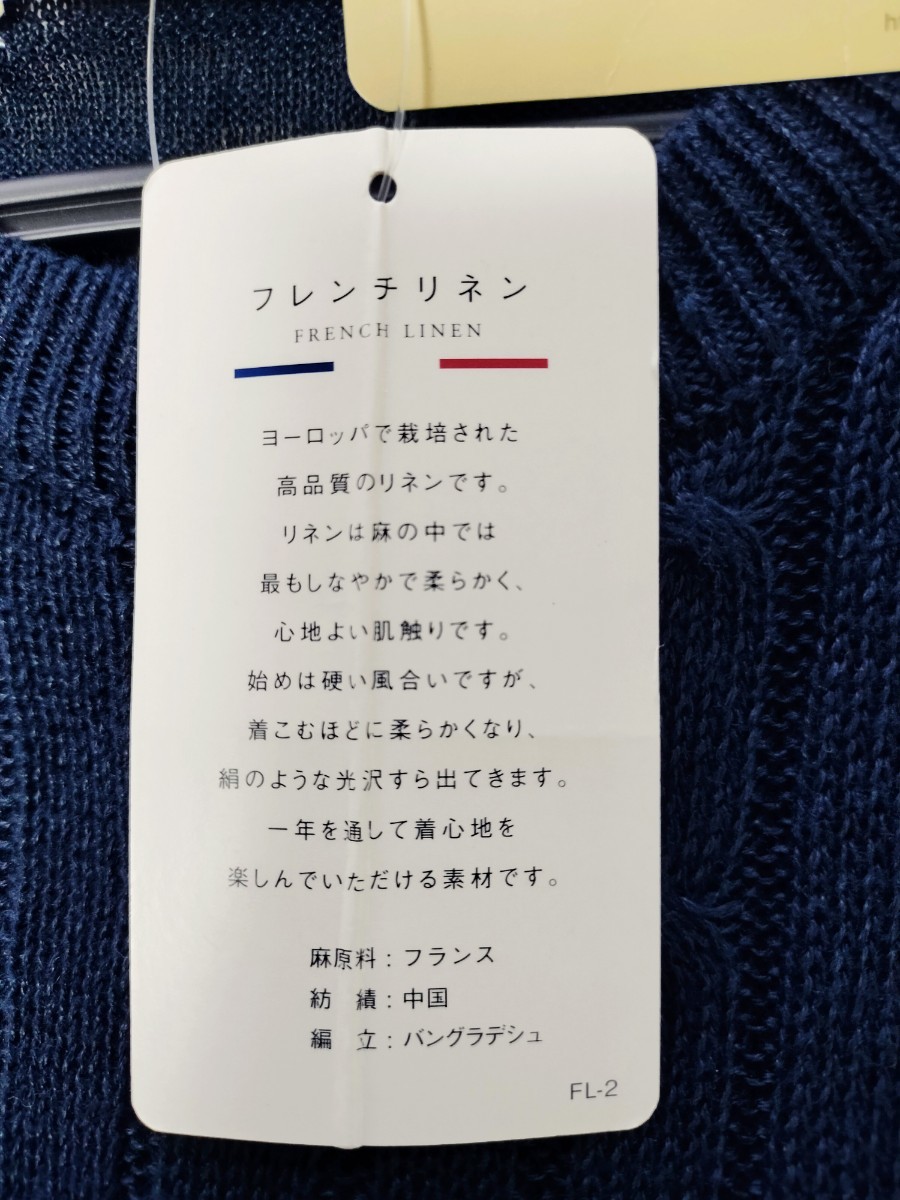 フレンチリネン
FRENCH LINEN
ヨーロッパで栽培された
高品質のリネンです。
リネンは麻の中では
最もしなやかで柔らかく、
心地よい肌触りです。
始めは硬い風合いですが、
着こむほどに柔らかくなり、
絹のような光沢すら出てきます。
一年を通して着心地を
楽しんでいただける素材です。
麻原料：フランス
紡　績：中国
編　立：バングラデシュ
FL-2